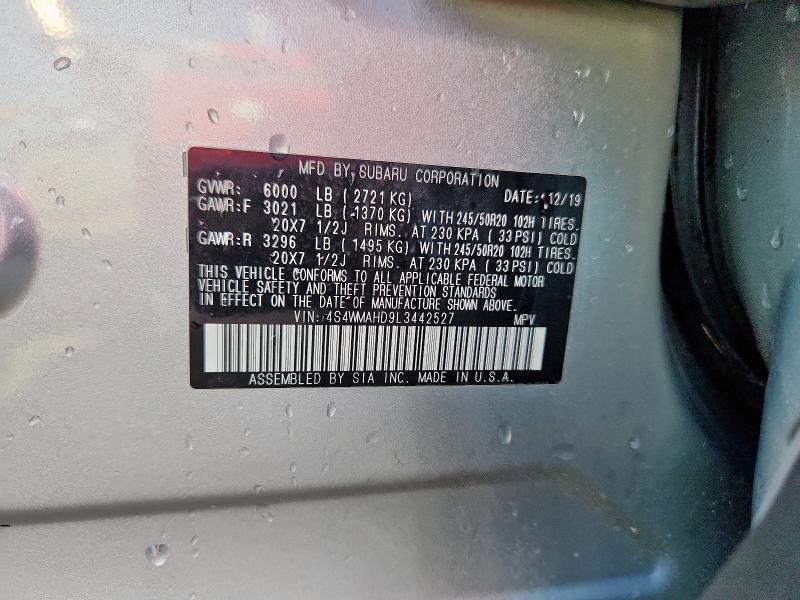 MFD BY, SUBARU CORPORATION
GVWR: 6000 LB ( 2721 KG) DATE: 12/19
GAWR:F 3021 LB ( 1370 KG) WITH 245/50R20 102H TIRES.
20X7 1/2J RIMS. AT 230 KPA ( 33 PSI) COLD
GAWR:R 3296 LB ( 1495 KG) WITH 245/50R20 102H TIRES.
20X7 1/2J RIMS. AT 230 KPA ( 33 PSI) COLD
THIS VEHICLE CONFORMS TO ALL APPLICABLE FEDERAL MOTOR
VEHICLE SAFETY AND THEFT PREVENTION STANDARDS
IN EFFECT ON THE DATE OF MANUFACTURE SHOWN ABOVE.
VIN: 4S4WMAHD9L3442527 MPV
ASSEMBLED BY SIA INC. MADE IN U.S.A.